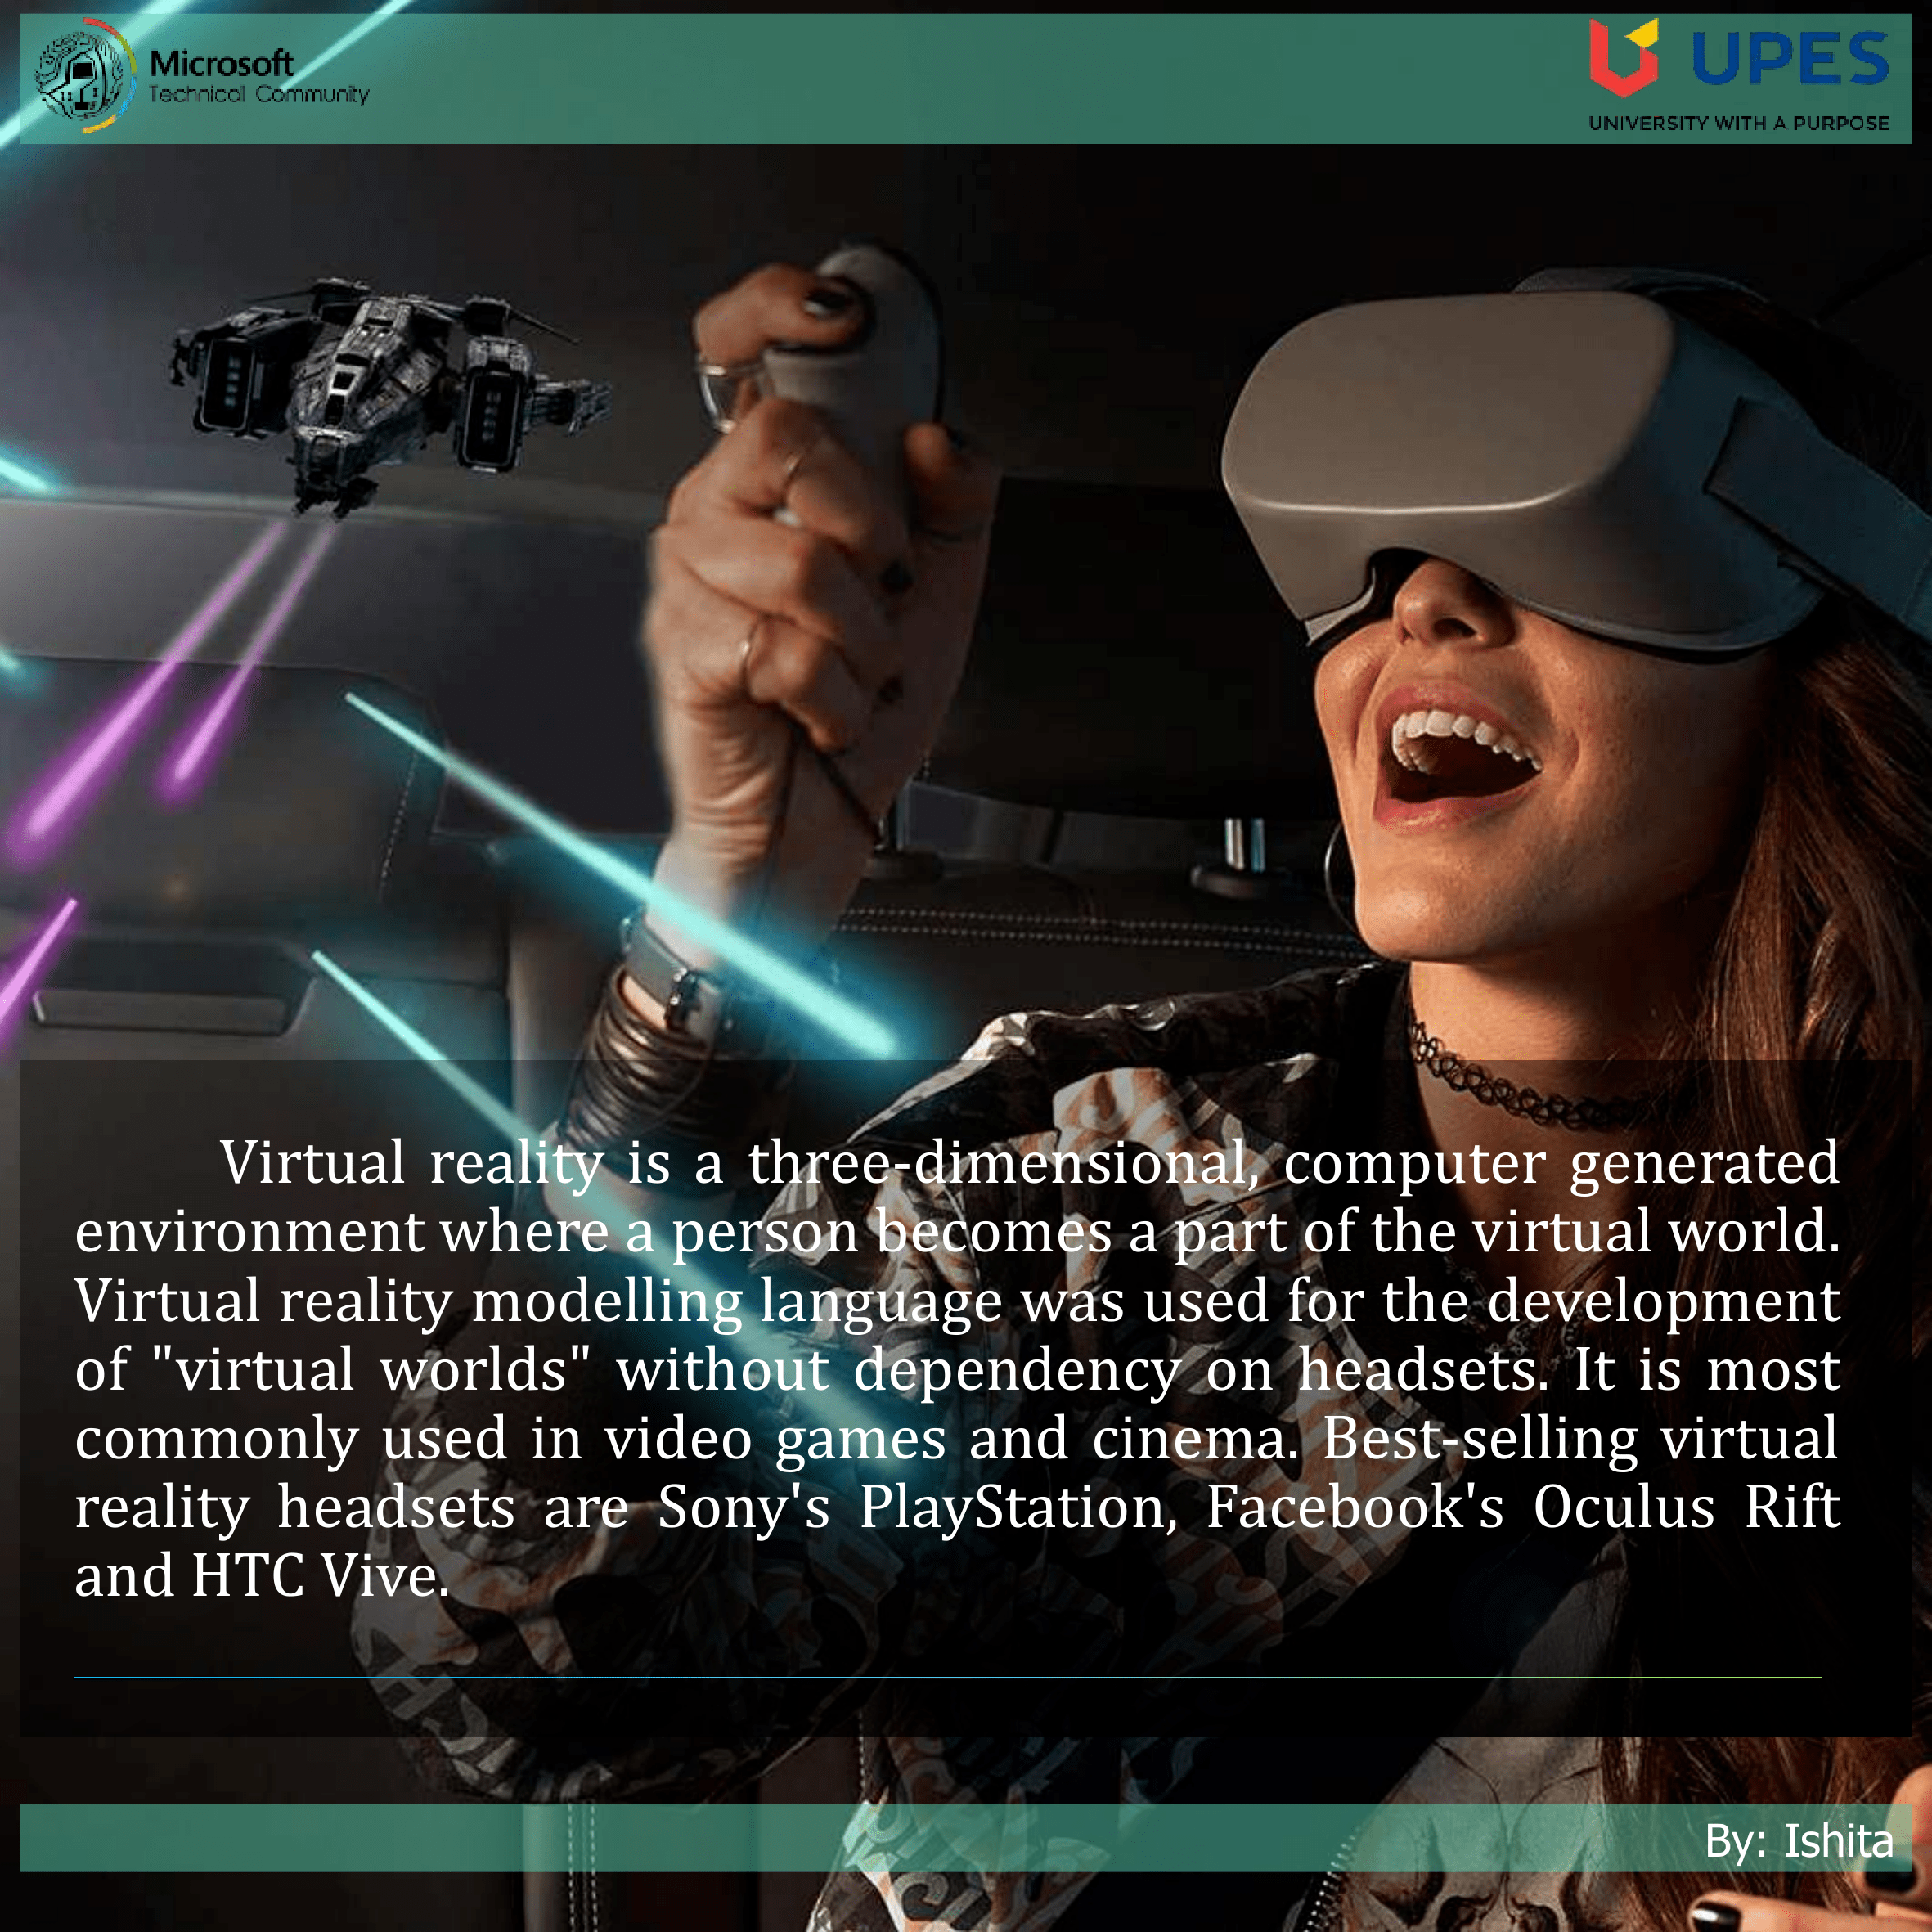 Microsoft
Technical Community
UPES
UNIVERSITY WITH A PURPOSE
Virtual reality is a three-dimensional, computer generated
environment where a person becomes a part of the virtual world.
Virtual reality modelling language was used for the development
of "virtual worlds" without dependency on headsets. It is most
commonly used in video games and cinema. Best-selling virtual
reality headsets are Sony's PlayStation, Facebook's Oculus Rift
and HTC Vive.
By: Ishita